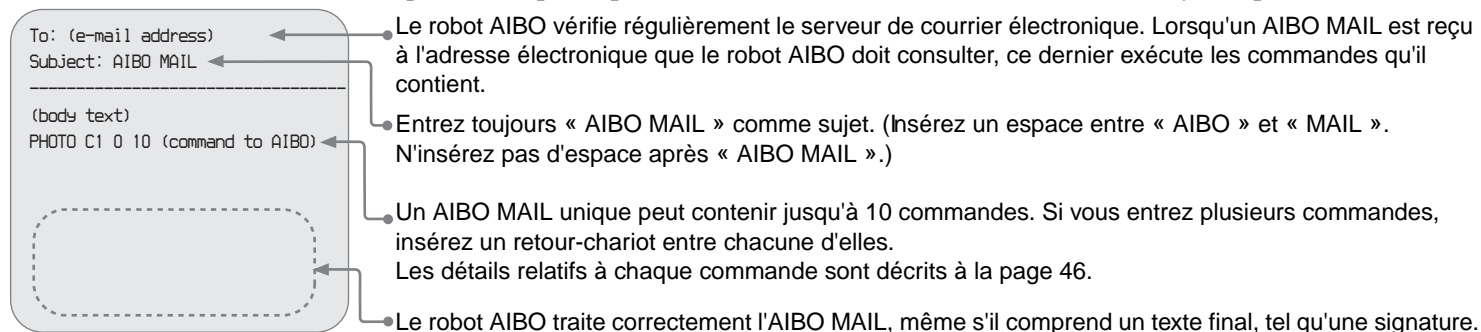 To: (e-mail address)
Subject: AIBO MAIL
-----------------------------------
(body text)
PHOTO C1 0 10 (command to AIBO)
Le robot AIBO vérifie régulièrement le serveur de courrier électronique. Lorsqu'un AIBO MAIL est reçu
à l'adresse électronique que le robot AIBO doit consulter, ce dernier exécute les commandes qu'il
contient.
Entrez toujours « AIBO MAIL » comme sujet. (Insérez un espace entre « AIBO » et « MAIL ».
N'insérez pas d'espace après « AIBO MAIL ».)
Un AIBO MAIL unique peut contenir jusqu'à 10 commandes. Si vous entrez plusieurs commandes,
insérez un retour-chariot entre chacune d'elles.
Les détails relatifs à chaque commande sont décrits à la page 46.
Le robot AIBO traite correctement l'AIBO MAIL, même s'il comprend un texte final, tel qu'une signature.